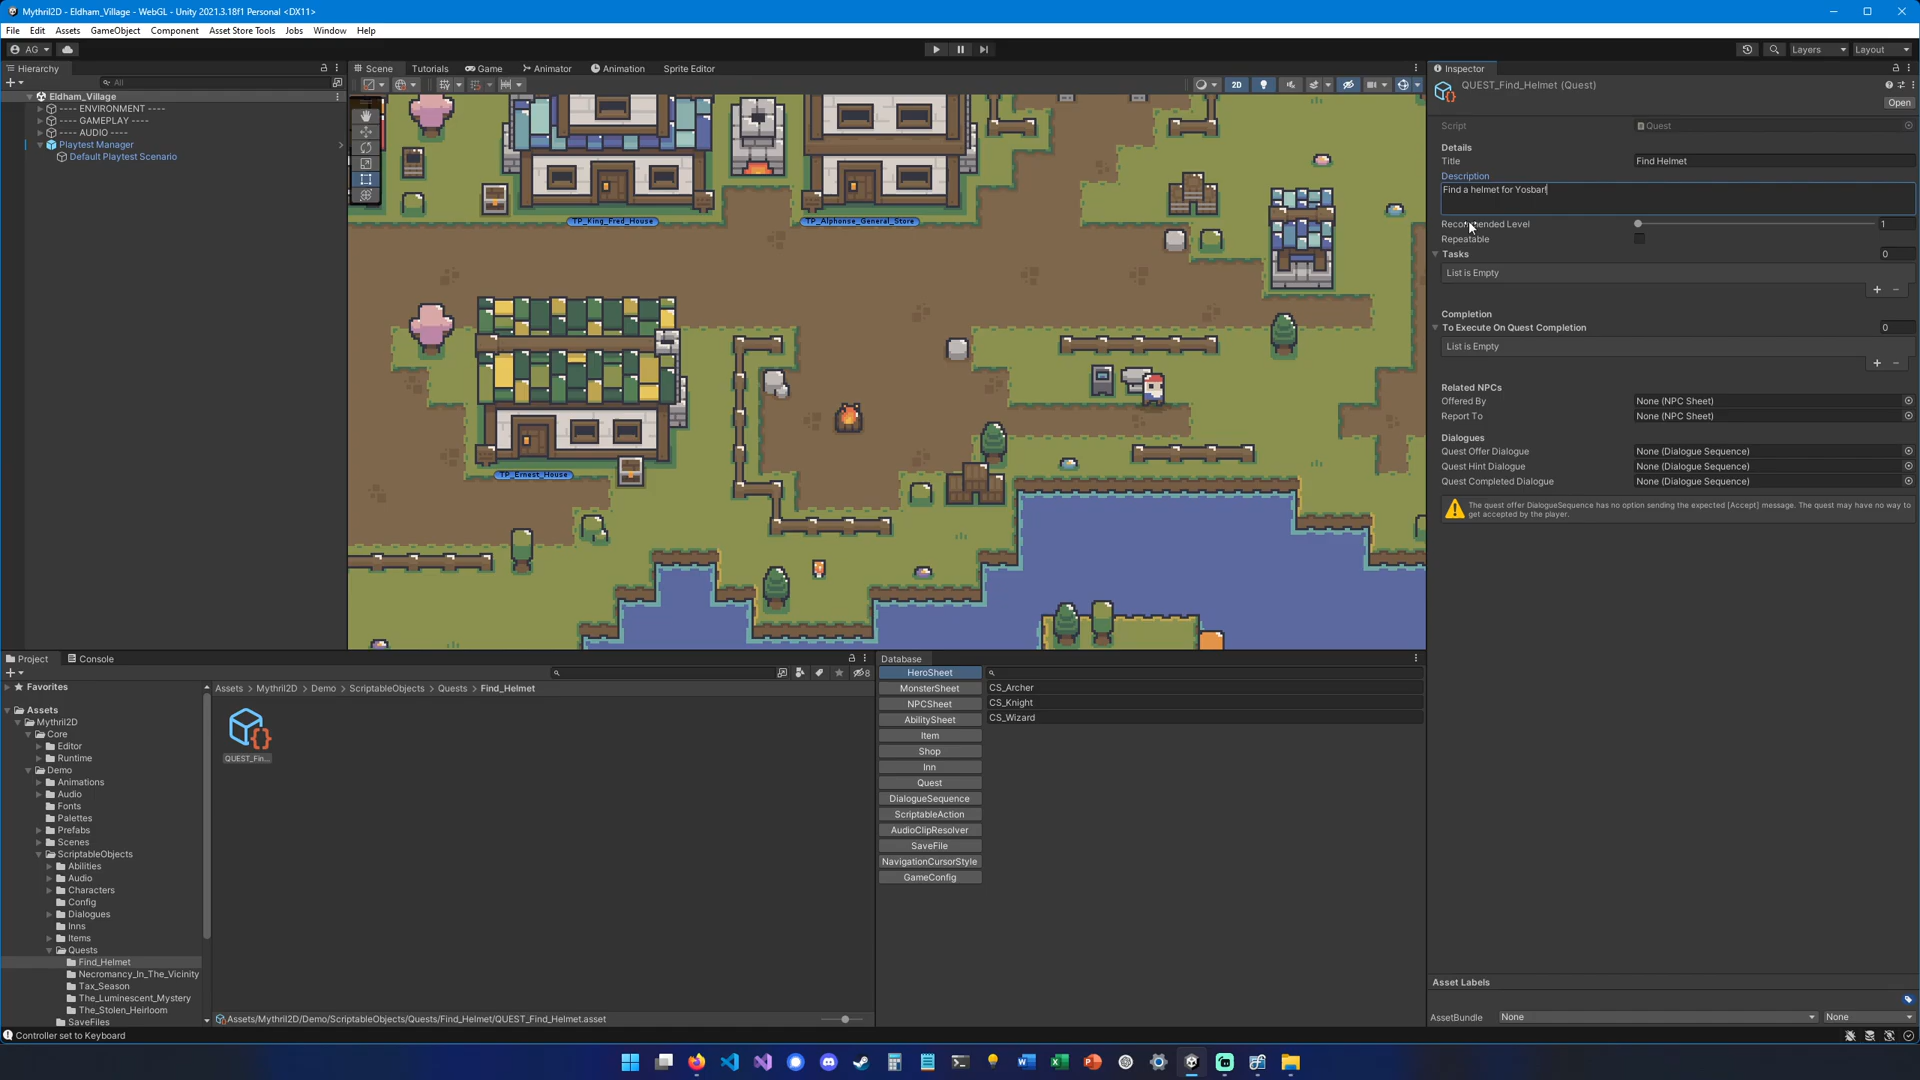 Mythril2D - Eldham_Village - WebGL - Unity 2021.3.18f1 Personal <DX11>
File Edit Assets GameObject Component Asset Store Tools Jobs Window Help
AG
Layers Layout
Hierarchy
All
Eldham_Village
---- ENVIRONMENT ----
---- GAMEPLAY ----
---- AUDIO ----
Playtest Manager
Default Playtest Scenario
Scene Tutorials Game Animator Animation Sprite Editor
2D
TP_King_Fred_House
TP_Alphonse_General_Store
TP_Ernest_House
Inspector
QUEST_Find_Helmet (Quest)
Open
Script Quest
Details
Title Find Helmet
Description
Find a helmet for Yosbarf
Recommended Level 1
Repeatable
Tasks 0
List is Empty
Completion
To Execute On Quest Completion 0
List is Empty
Related NPCs
Offered By None (NPC Sheet)
Report To None (NPC Sheet)
Dialogues
Quest Offer Dialogue None (Dialogue Sequence)
Quest Hint Dialogue None (Dialogue Sequence)
Quest Completed Dialogue None (Dialogue Sequence)
The quest offer DialogueSequence has no option sending the expected [Accept] message. The quest may have no way to
get accepted by the player.
Asset Labels
AssetBundle None None
Project Console
8
Favorites
Assets
Mythril2D
Core
Editor
Runtime
Demo
Animations
Audio
Fonts
Palettes
Prefabs
Scenes
ScriptableObjects
Abilities
Audio
Characters
Config
Dialogues
Inns
Items
Quests
Find_Helmet
Necromancy_In_The_Vicinity
Tax_Season
The_Luminescent_Mystery
The_Stolen_Heirloom
SaveFiles
Assets > Mythril2D > Demo > ScriptableObjects > Quests > Find_Helmet
QUEST_Fin...
Assets/Mythril2D/Demo/ScriptableObjects/Quests/Find_Helmet/QUEST_Find_Helmet.asset
Database
HeroSheet
MonsterSheet
NPCSheet
AbilitySheet
Item
Shop
Inn
Quest
DialogueSequence
ScriptableAction
AudioClipResolver
SaveFile
NavigationCursorStyle
GameConfig
CS_Archer
CS_Knight
CS_Wizard
Controller set to Keyboard